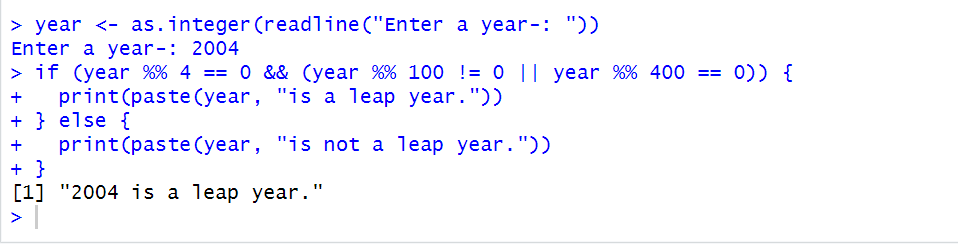 > year <- as.integer(readline("Enter a year-: "))
Enter a year-: 2004
> if (year %% 4 == 0 && (year %% 100 != 0 || year %% 400 == 0)) {
+   print(paste(year, "is a leap year."))
+ } else {
+   print(paste(year, "is not a leap year."))
+ }
[1] "2004 is a leap year."
>